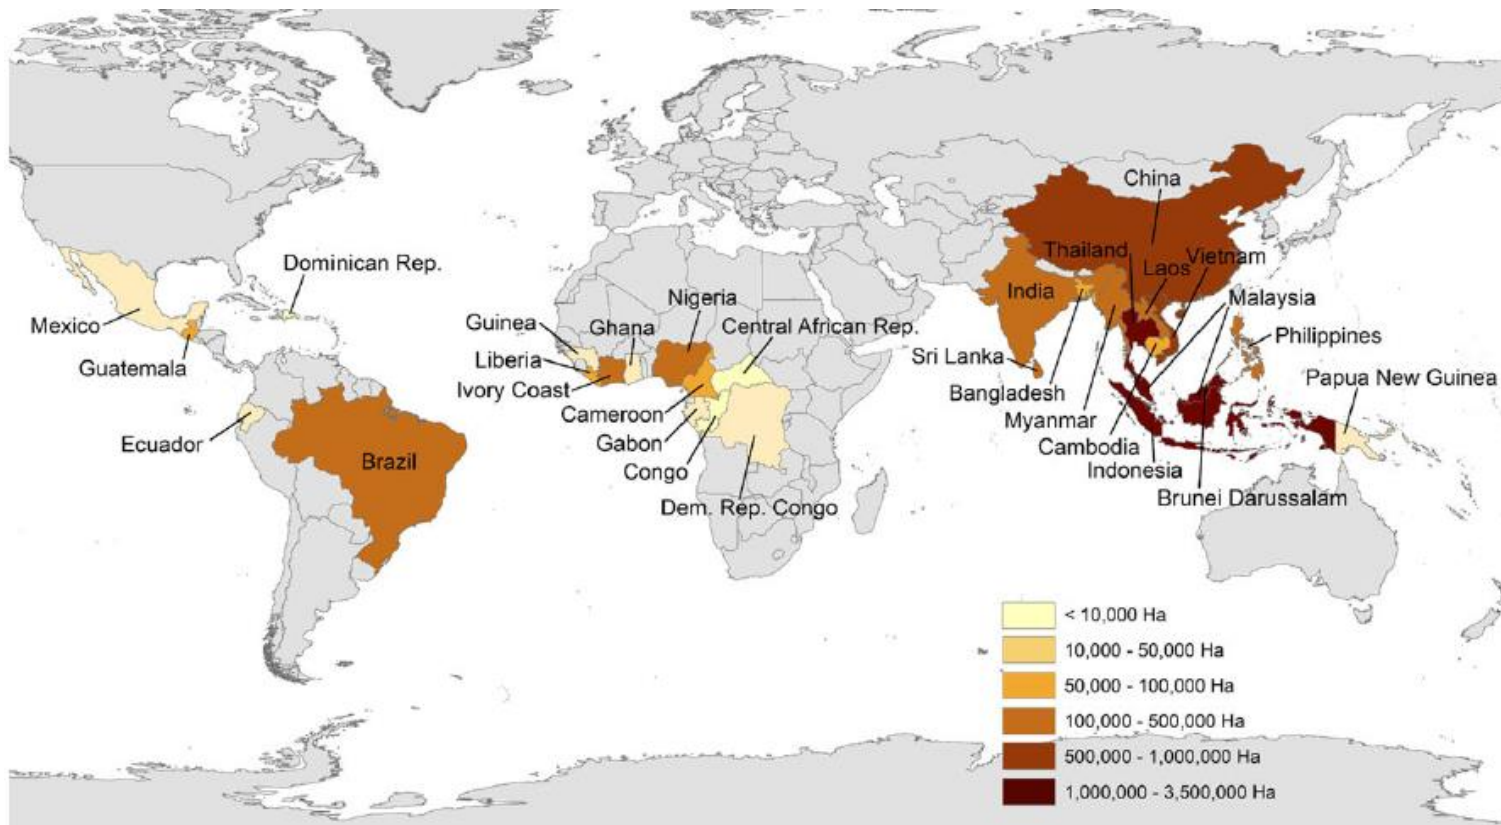 China
Thailand
Laos
Vietnam
India
Malaysia
Philippines
Sri Lanka
Bangladesh
Papua New Guinea
Myanmar
Cambodia
Indonesia
Brunei Darussalam
Dominican Rep.
Mexico
Guatemala
Ecuador
Brazil
Nigeria
Guinea
Ghana
Central African Rep.
Liberia
Ivory Coast
Cameroon
Gabon
Congo
Dem. Rep. Congo
< 10,000 Ha
10,000 - 50,000 Ha
50,000 - 100,000 Ha
100,000 - 500,000 Ha
500,000 - 1,000,000 Ha
1,000,000 - 3,500,000 Ha